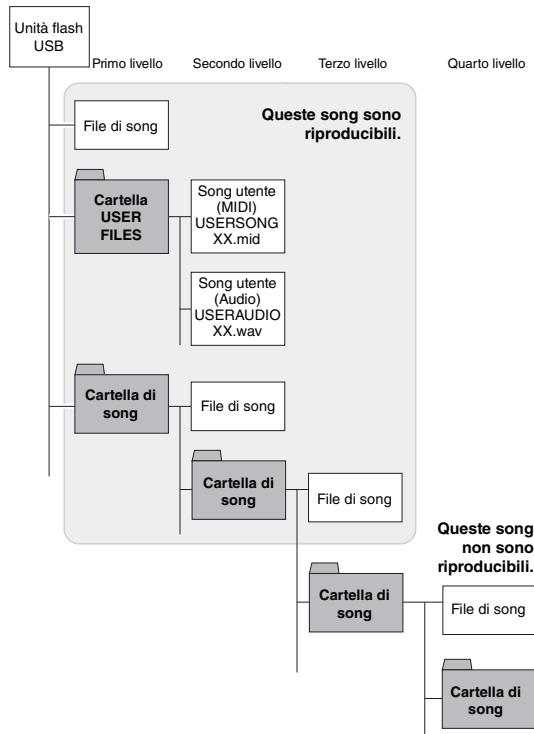 Unità flash
USB
Primo livello
Secondo livello
Terzo livello
Quarto livello
File di song
Queste song sono
riproducibili.
Cartella
USER
FILES
Song utente
(MIDI)
USERSONG
XX.mid
Song utente
(Audio)
USERAUDIO
XX.wav
Cartella di
song
File di song
Cartella di
song
File di song
Queste song
non sono
riproducibili.
Cartella di
song
File di song
Cartella di
song